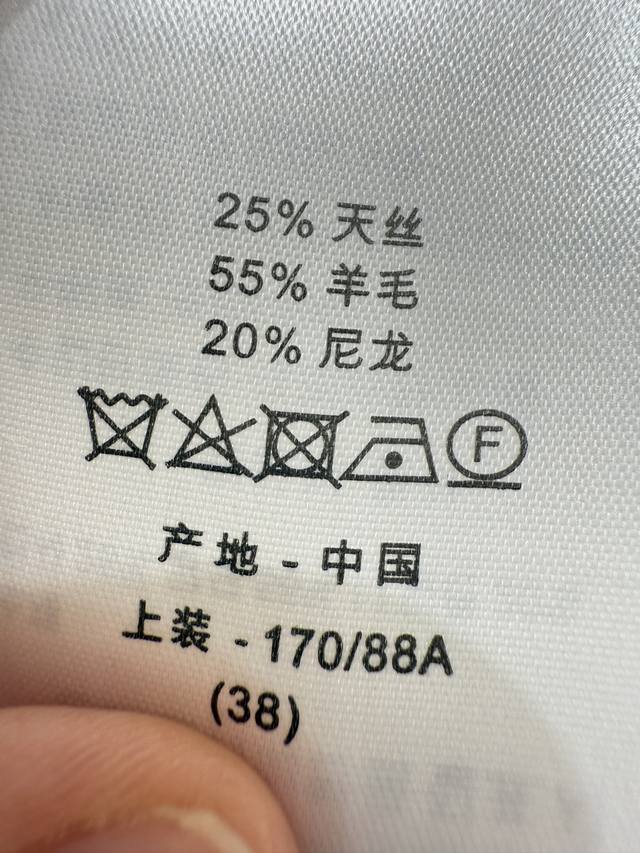 25% 天丝
55% 羊毛
20% 尼龙
F
产地 - 中国
上装 - 170/88A
(38)